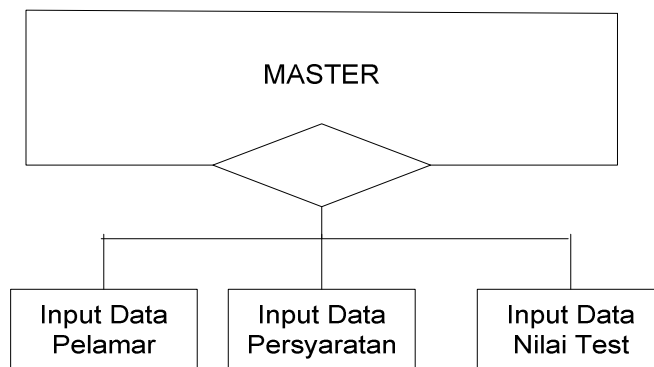 MASTER
Input Data
Pelamar
Input Data
Persyaratan
Input Data
Nilai Test